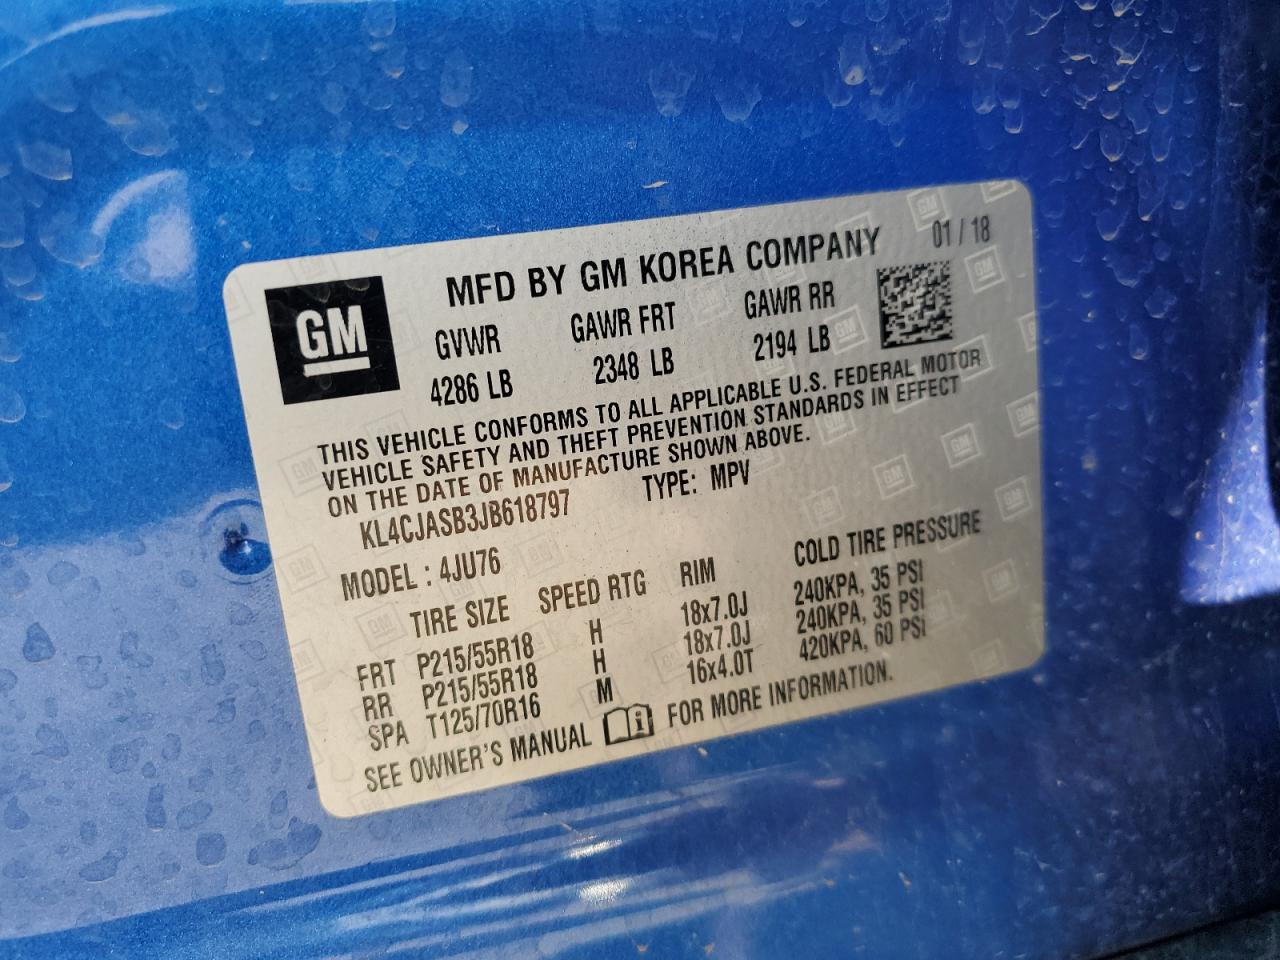 01 / 18
GM
MFD BY GM KOREA COMPANY
GVWR GAWR FRT GAWR RR
4286 LB 2348 LB 2194 LB
THIS VEHICLE CONFORMS TO ALL APPLICABLE U.S. FEDERAL MOTOR
VEHICLE SAFETY AND THEFT PREVENTION STANDARDS IN EFFECT
ON THE DATE OF MANUFACTURE SHOWN ABOVE.
KL4CJASB3JB618797 TYPE: MPV
MODEL : 4JU76
TIRE SIZE SPEED RTG RIM COLD TIRE PRESSURE
FRT P215/55R18 H 18x7.0J 240KPA, 35 PSI
RR P215/55R18 H 18x7.0J 240KPA, 35 PSI
SPA T125/70R16 M 16x4.0T 420KPA, 60 PSI
SEE OWNER'S MANUAL i FOR MORE INFORMATION.